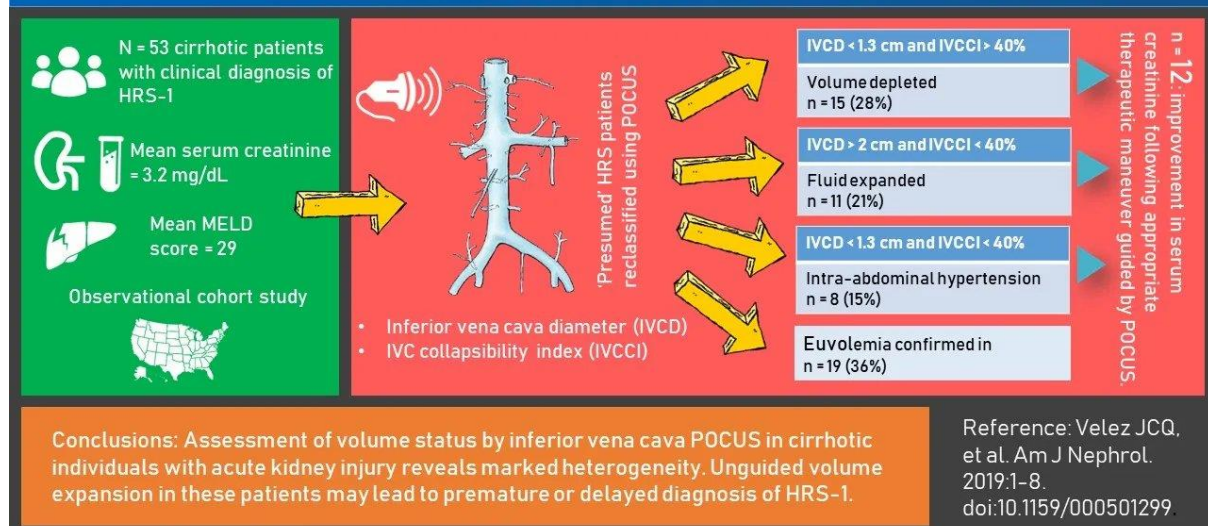 N = 53 cirrhotic patients
with clinical diagnosis of
HRS-1
Mean serum creatinine
= 3.2 mg/dL
Mean MELD
score = 29
Observational cohort study
• Inferior vena cava diameter (IVCD)
• IVC collapsibility index (IVCCI)
'Presumed' HRS patients
reclassified using POCUS
IVCD < 1.3 cm and IVCCI > 40%
Volume depleted
n = 15 (28%)
IVCD > 2 cm and IVCCI < 40%
Fluid expanded
n = 11 (21%)
IVCD < 1.3 cm and IVCCI < 40%
Intra-abdominal hypertension
n = 8 (15%)
Euvolemia confirmed in
n = 19 (36%)
n = 12: improvement in serum
creatinine following appropriate
therapeutic maneuver guided by POCUS.
Conclusions: Assessment of volume status by inferior vena cava POCUS in cirrhotic
individuals with acute kidney injury reveals marked heterogeneity. Unguided volume
expansion in these patients may lead to premature or delayed diagnosis of HRS-1.
Reference: Velez JCQ,
et al. Am J Nephrol.
2019:1-8.
doi:10.1159/000501299.